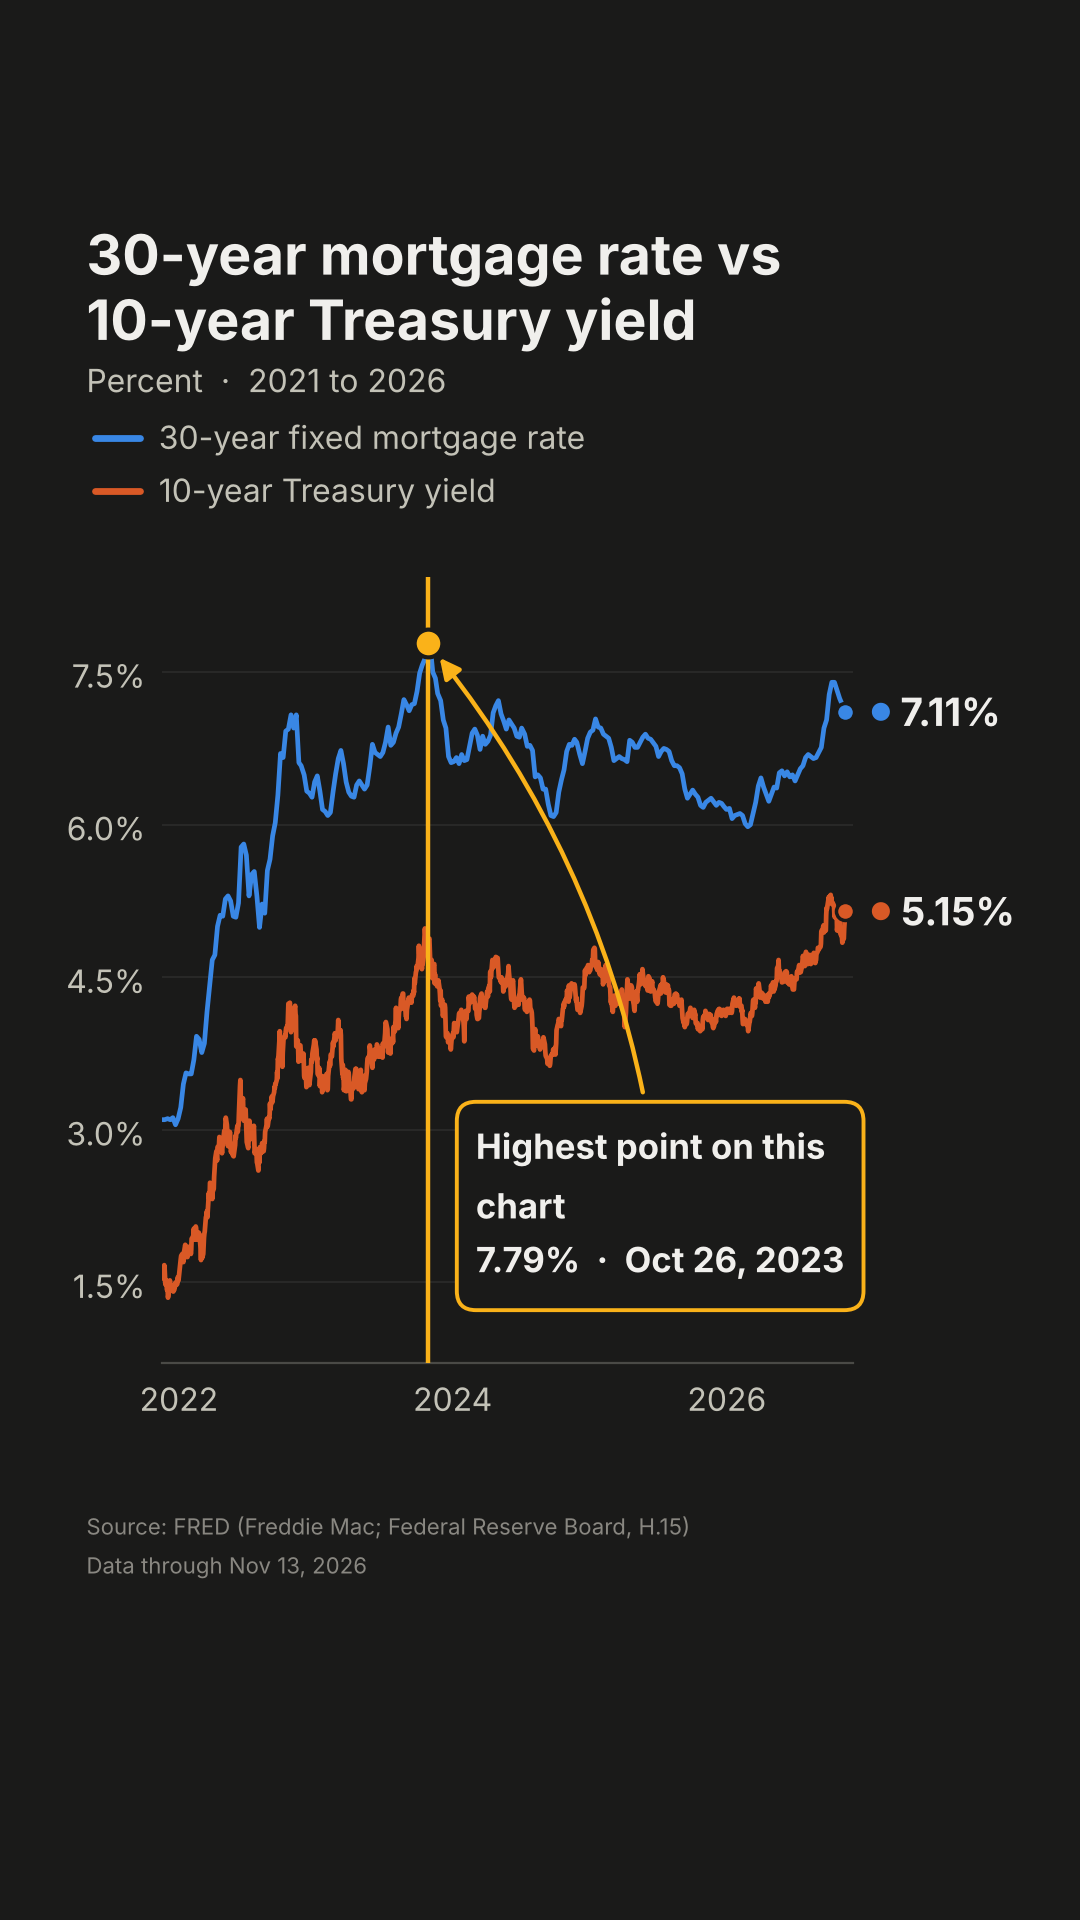 30-year mortgage rate vs
10-year Treasury yield
Percent · 2021 to 2026
30-year fixed mortgage rate
10-year Treasury yield
7.5%
7.11%
6.0%
5.15%
4.5%
3.0%
Highest point on this
chart
7.79% · Oct 26, 2023
1.5%
2022 2024 2026
Source: FRED (Freddie Mac; Federal Reserve Board, H.15)
Data through Nov 13, 2026